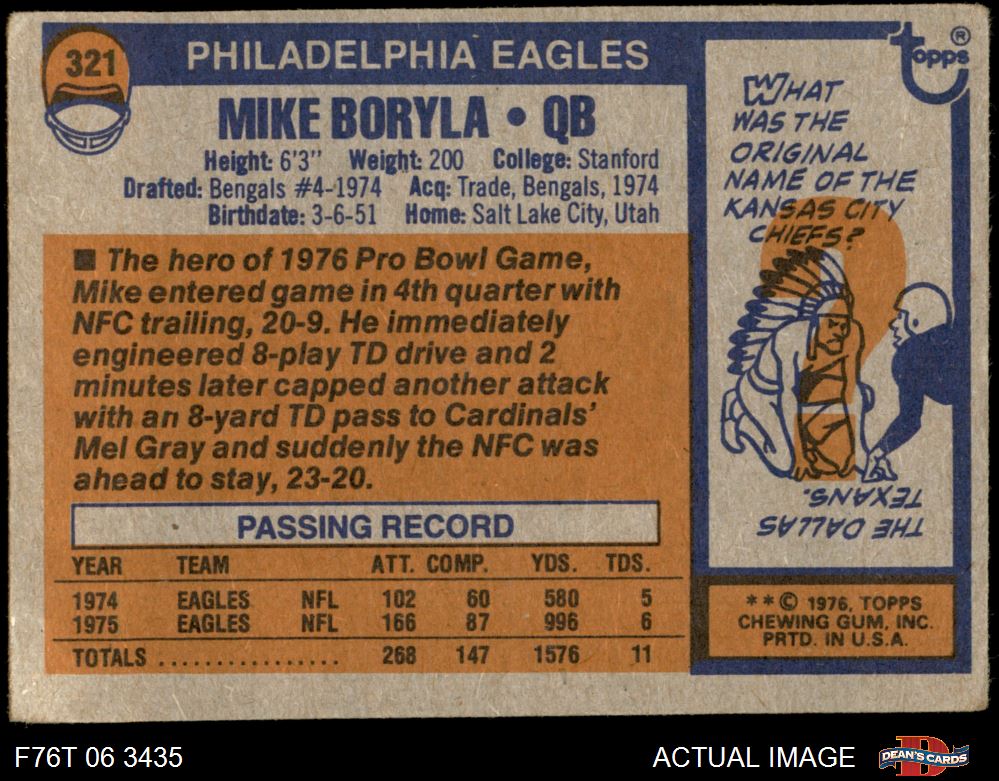 321
PHILADELPHIA EAGLES
MIKE BORYLA • QB
Height: 6'3" Weight: 200 College: Stanford
Drafted: Bengals #4-1974 Acq: Trade, Bengals, 1974
Birthdate: 3-6-51 Home: Salt Lake City, Utah
■ The hero of 1976 Pro Bowl Game,
Mike entered game in 4th quarter with
NFC trailing, 20-9. He immediately
engineered 8-play TD drive and 2
minutes later capped another attack
with an 8-yard TD pass to Cardinals'
Mel Gray and suddenly the NFC was
ahead to stay, 23-20.
PASSING RECORD
YEAR TEAM ATT. COMP. YDS. TDS.
1974 EAGLES NFL 102 60 580 5
1975 EAGLES NFL 166 87 996 6
TOTALS ................. 268 147 1576 11
Topps ®
WHAT
WAS THE
ORIGINAL
NAME OF THE
KANSAS CITY
CHIEFS?
?
THE DALLAS
TEXANS.
**© 1976, TOPPS
CHEWING GUM, INC.
PRTD. IN U.S.A.
F76T 06 3435
ACTUAL IMAGE
D
DEAN'S CARDS